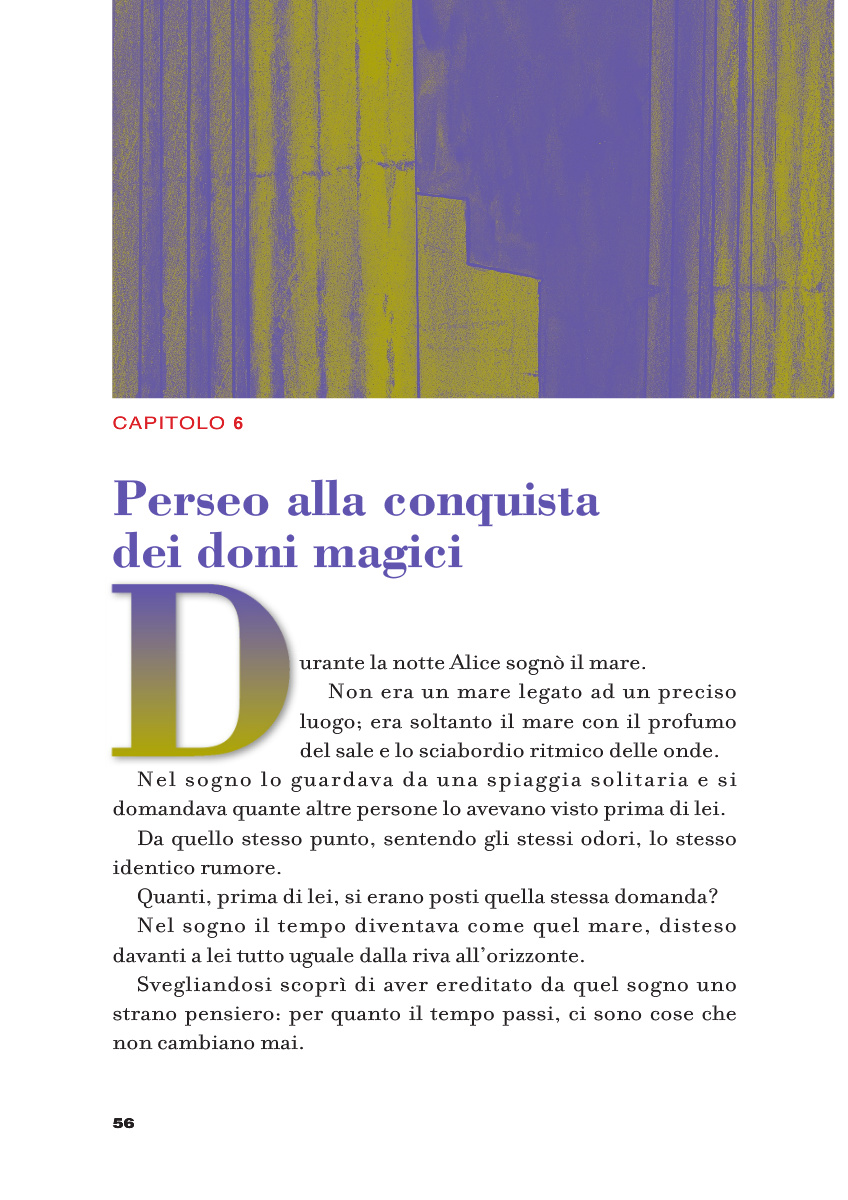 CAPITOLO 6
Perseo alla conquista
dei doni magici
Durante la notte Alice sognò il mare.
Non era un mare legato ad un preciso
luogo; era soltanto il mare con il profumo
del sale e lo sciabordio ritmico delle onde.
Nel sogno lo guardava da una spiaggia solitaria e si
domandava quante altre persone lo avevano visto prima di lei.
Da quello stesso punto, sentendo gli stessi odori, lo stesso
identico rumore.
Quanti, prima di lei, si erano posti quella stessa domanda?
Nel sogno il tempo diventava come quel mare, disteso
davanti a lei tutto uguale dalla riva all'orizzonte.
Svegliandosi scoprì di aver ereditato da quel sogno uno
strano pensiero: per quanto il tempo passi, ci sono cose che
non cambiano mai.
56